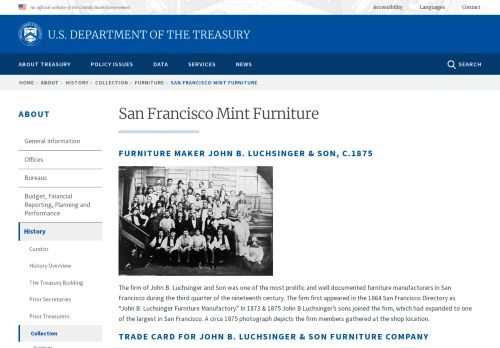 An official website of the United States Government
Accessibility Languages Contact
U.S. DEPARTMENT OF THE TREASURY
ABOUT TREASURY POLICY ISSUES DATA SERVICES NEWS SEARCH
HOME › ABOUT › HISTORY › COLLECTION › FURNITURE › SAN FRANCISCO MINT FURNITURE
ABOUT
General Information
Offices
Bureaus
Budget, Financial
Reporting, Planning and
Performance
History
Curator
History Overview
The Treasury Building
Prior Secretaries
Prior Treasurers
Collection
San Francisco Mint Furniture
FURNITURE MAKER JOHN B. LUCHSINGER & SON, C.1875
The firm of John B. Luchsinger and Son was one of the most prolific and well documented furniture manufacturers in San
Francisco during the third quarter of the nineteenth century. The firm first appeared in the 1864 San Francisco Directory as
"John B. Luchsinger Furniture Manufactory." In 1873 & 1875 John B Luchsinger's sons joined the firm, which had expanded to one
of the largest in San Francisco. A circa 1875 photograph depicts the firm members gathered at the shop location.
TRADE CARD FOR JOHN B. LUCHSINGER & SON FURNITURE COMPANY